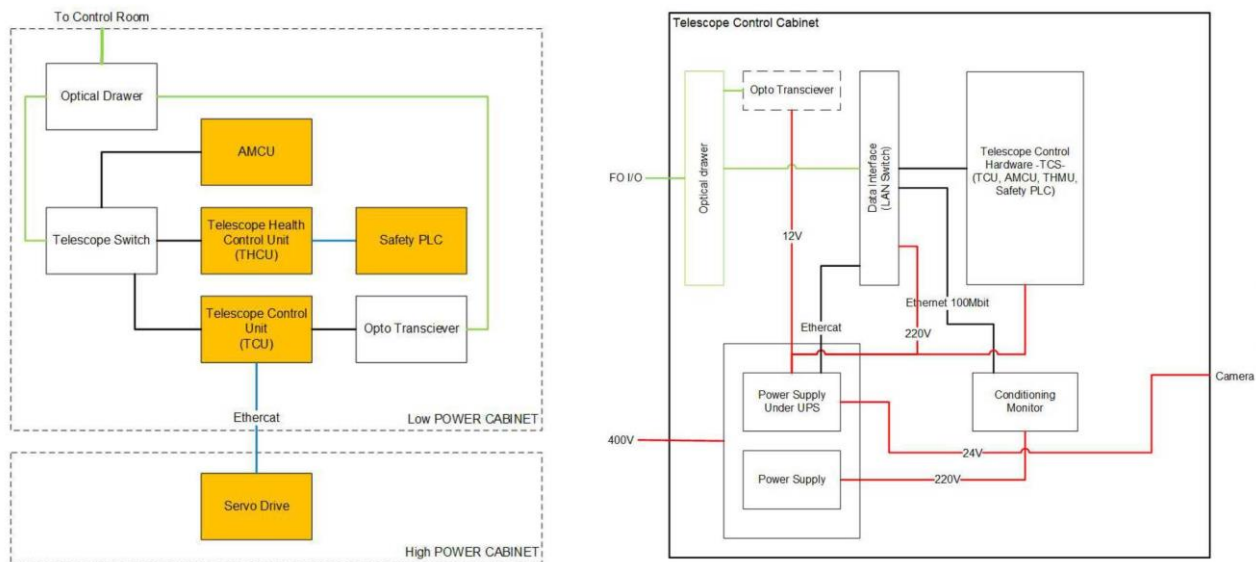 To Control Room
Optical Drawer
AMCU
Telescope Switch
Telescope Health
Control Unit
(THCU)
Safety PLC
Telescope Control
Unit
(TCU)
Opto Transciever
Ethercat
Low POWER CABINET
Servo Drive
High POWER CABINET
Telescope Control Cabinet
FO I/O
Optical drawer
Opto Transciever
Data Interface
(LAN Switch)
Telescope Control
Hardware -TCS-
(TCU, AMCU, THMU,
Safety PLC)
12V
Ethercat
Ethernet 100Mbit
220V
Power Supply
Under UPS
Conditioning
Monitor
Camera
400V
24V
Power Supply
220V